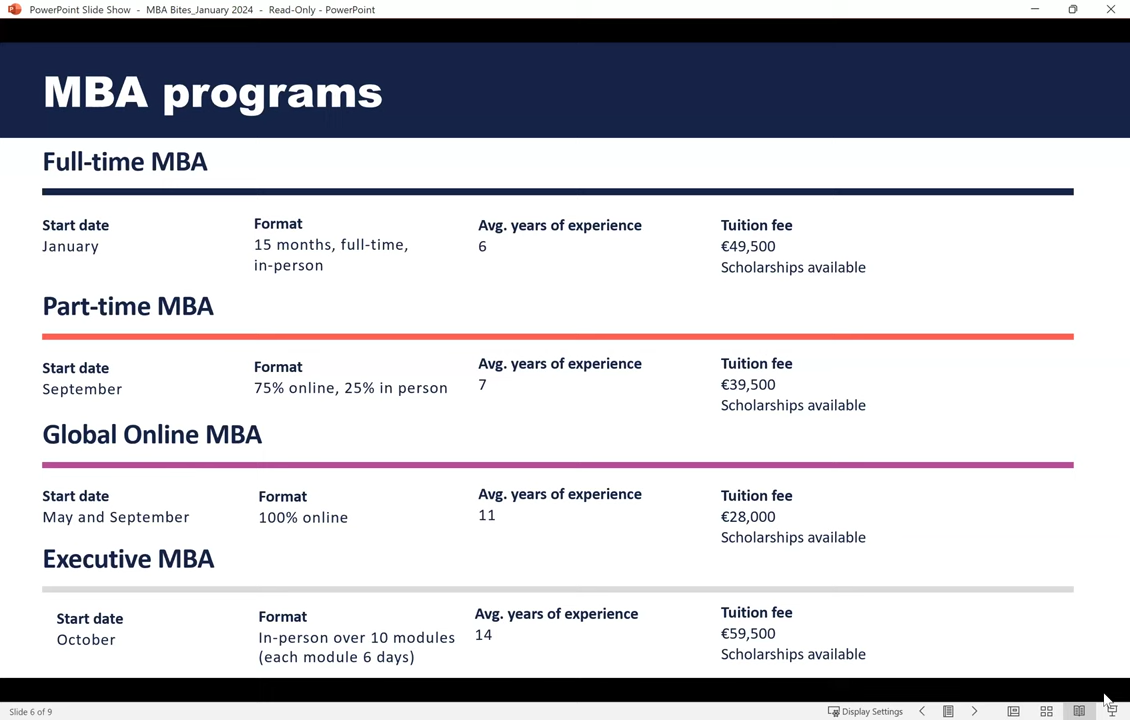 PowerPoint Slide Show - MBA Bites_January 2024 - Read-Only - PowerPoint
MBA programs
Full-time MBA
Start date
January
Format
15 months, full-time,
in-person
Avg. years of experience
6
Tuition fee
€49,500
Scholarships available
Part-time MBA
Start date
September
Format
75% online, 25% in person
Avg. years of experience
7
Tuition fee
€39,500
Scholarships available
Global Online MBA
Start date
May and September
Format
100% online
Avg. years of experience
11
Tuition fee
€28,000
Scholarships available
Executive MBA
Start date
October
Format
In-person over 10 modules
(each module 6 days)
Avg. years of experience
14
Tuition fee
€59,500
Scholarships available
Slide 6 of 9
Display Settings